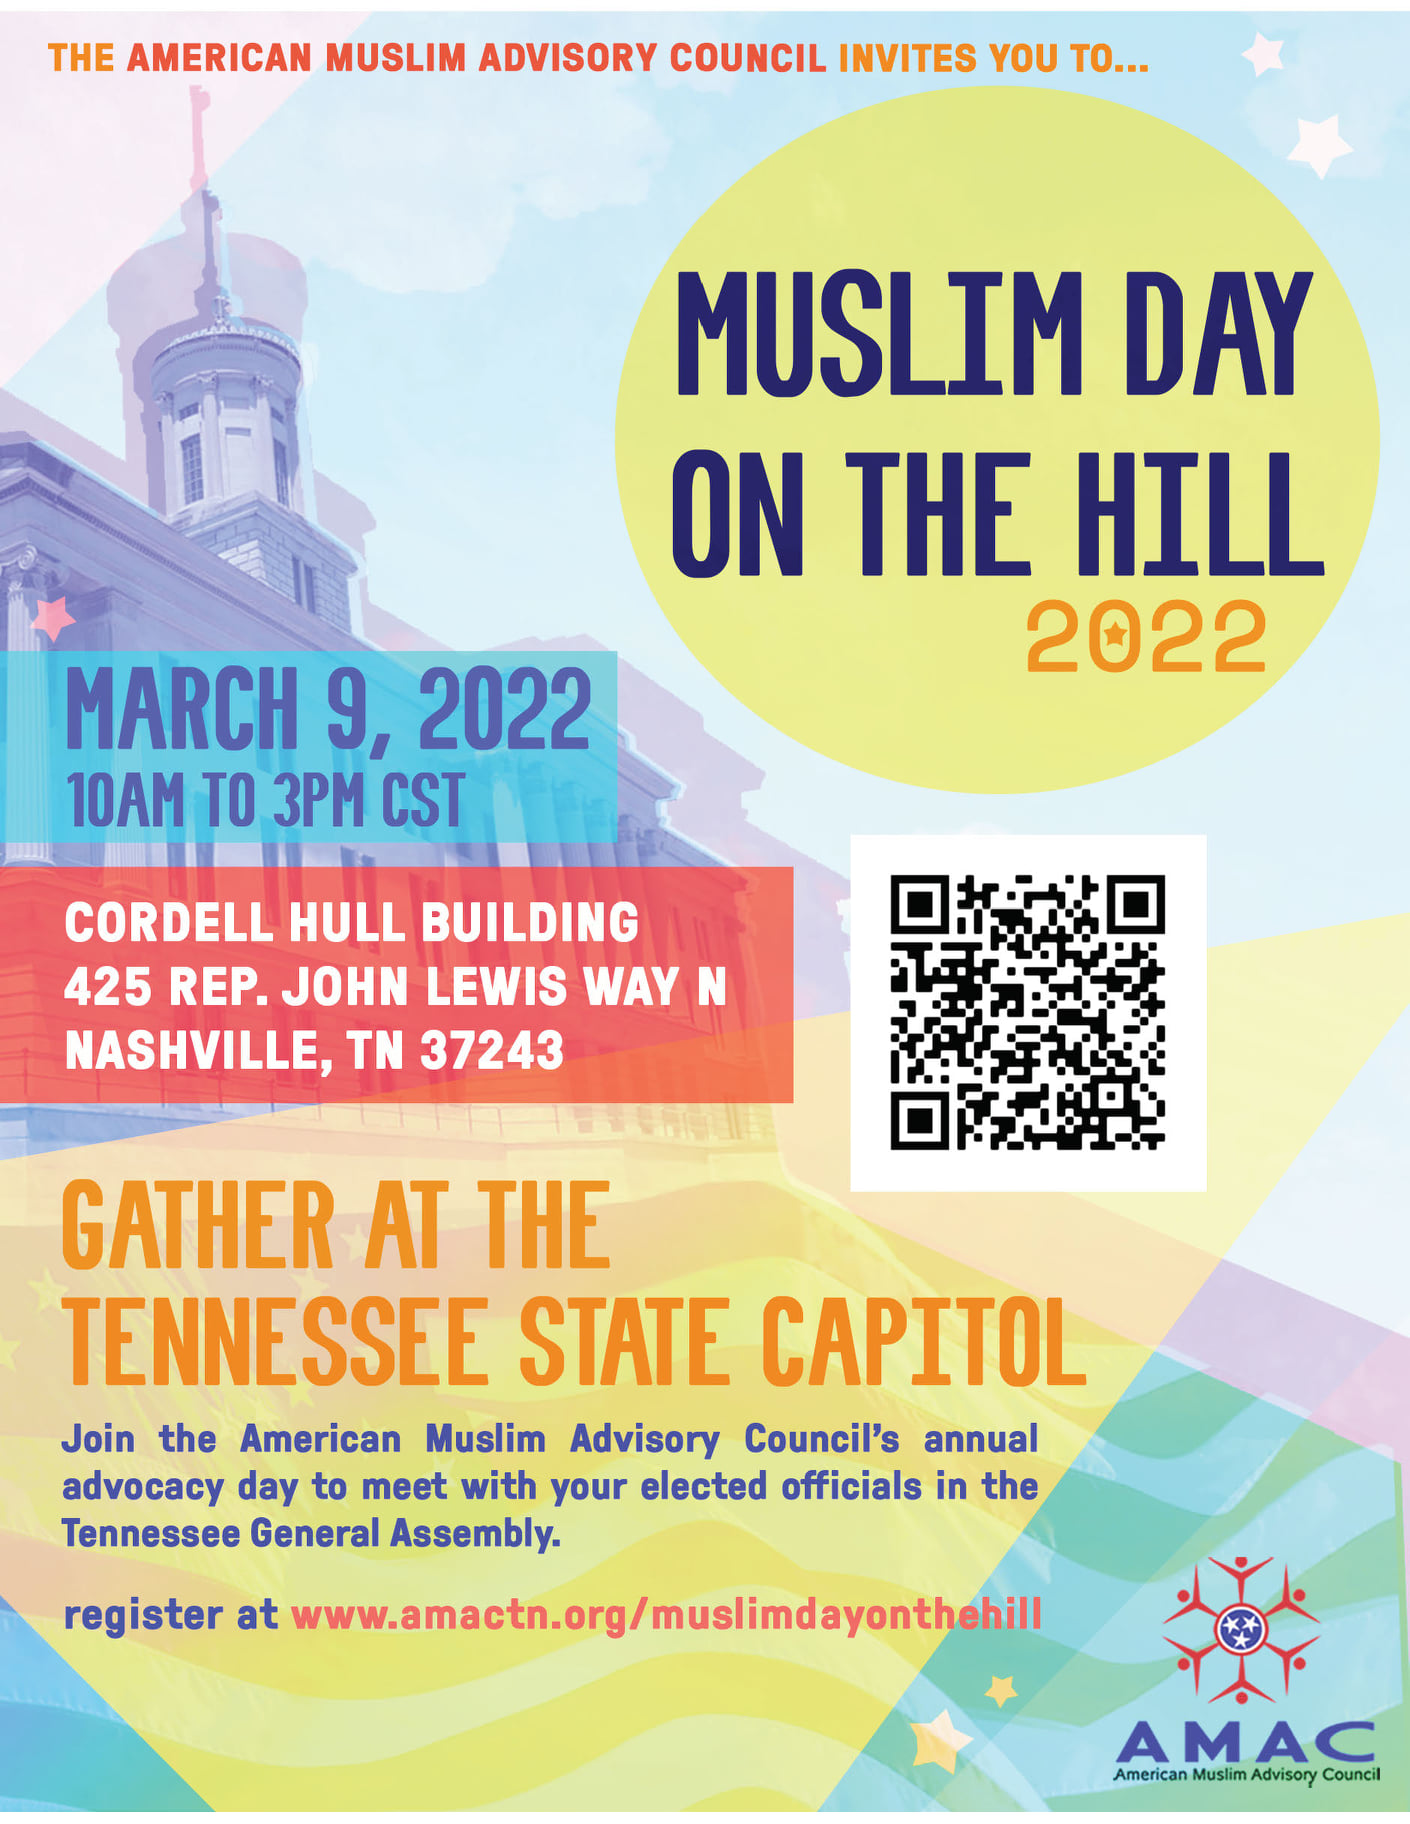 THE AMERICAN MUSLIM ADVISORY COUNCIL INVITES YOU TO...
MUSLIM DAY
ON THE HILL
2022
MARCH 9, 2022
10AM TO 3PM CST
CORDELL HULL BUILDING
425 REP. JOHN LEWIS WAY N
NASHVILLE, TN 37243
GATHER AT THE
TENNESSEE STATE CAPITOL
Join the American Muslim Advisory Council's annual
advocacy day to meet with your elected officials in the
Tennessee General Assembly.
register at www.amactn.org/muslimdayonthehill
AMAC
American Muslim Advisory Council